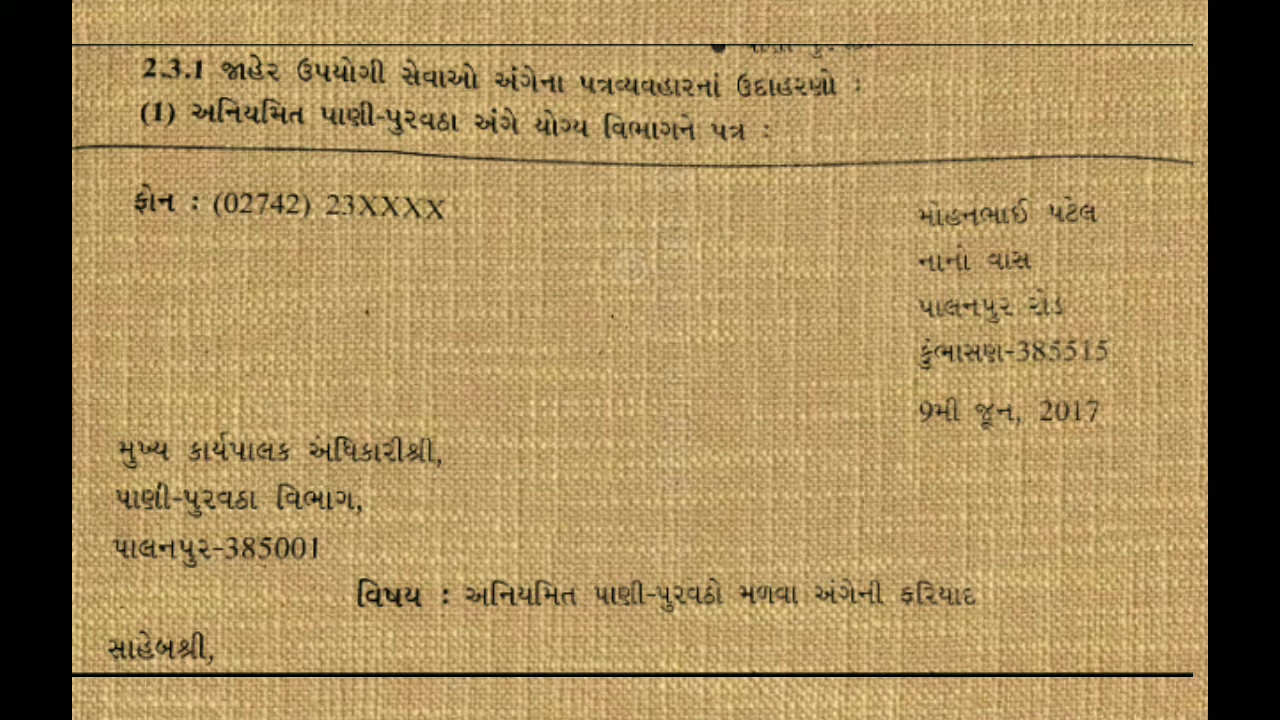 2.3.1 જાહેર ઉપયોગી સેવાઓ અંગેના પત્રવ્યવહારનાં ઉદાહરણો :
(1) અનિયમિત પાણી-પુરવઠા અંગે યોગ્ય વિભાગને પત્ર :
ફોન : (02742) 23XXXX
મોહનભાઈ પટેલ
નાનો વાસ
પાલનપુર રોડ
કુંભાસણ-385515
9મી જૂન, 2017
મુખ્ય કાર્યપાલક અધિકારીશ્રી,
પાણી-પુરવઠા વિભાગ,
પાલનપુર-385001
વિષય : અનિયમિત પાણી-પુરવઠો મળવા અંગેની ફરિયાદ
સાહેબશ્રી,